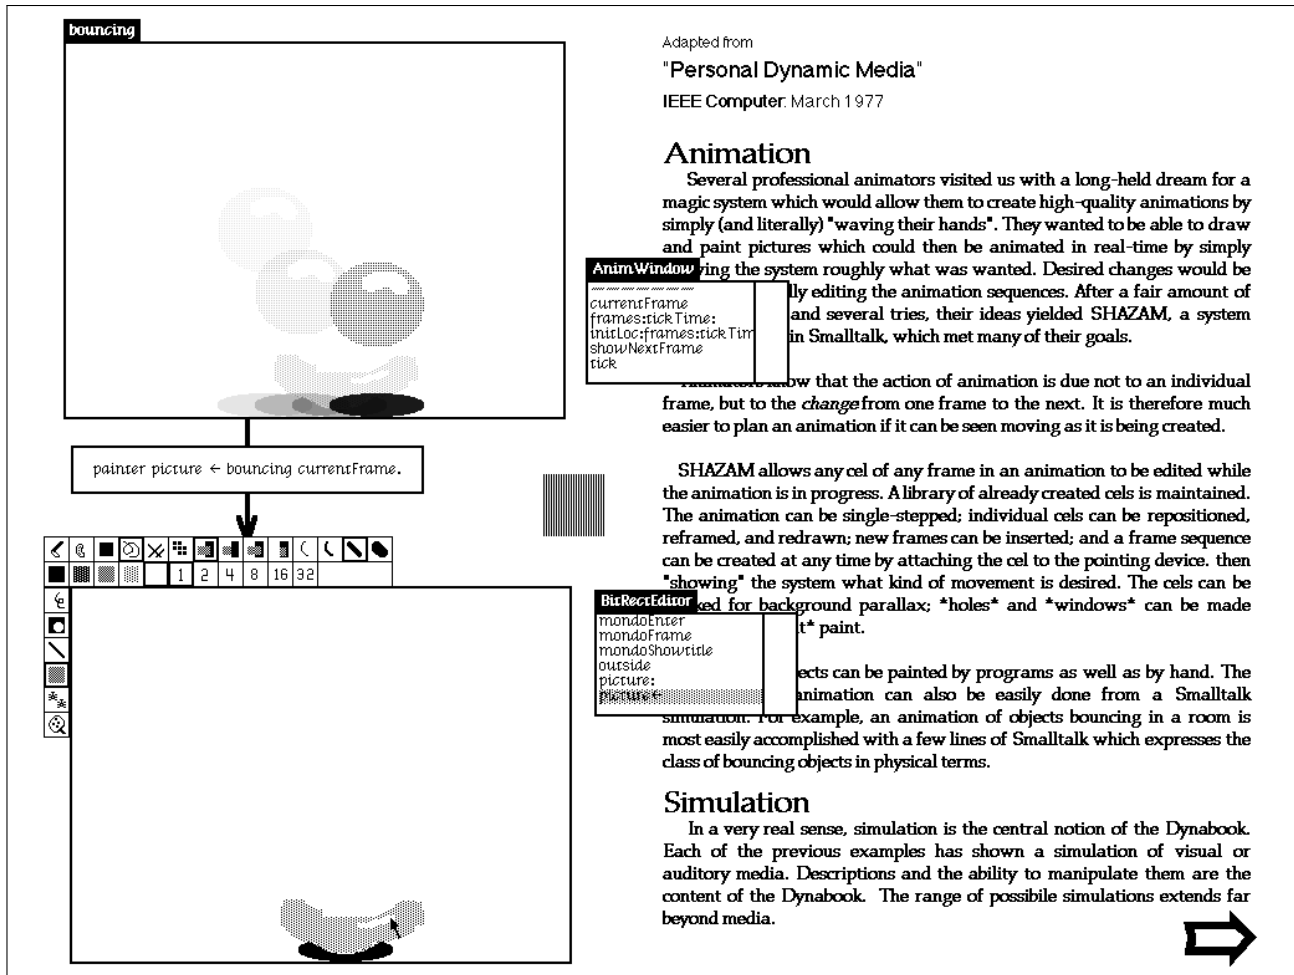 bouncing
painter picture ← bouncing currentFrame.
1 2 4 8 16 32
Adapted from
"Personal Dynamic Media"
IEEE Computer: March 1977
Animation
Several professional animators visited us with a long-held dream for a
magic system which would allow them to create high-quality animations by
simply (and literally) "waving their hands". They wanted to be able to draw
and paint pictures which could then be animated in real-time by simply
ying the system roughly what was wanted. Desired changes would be
lly editing the animation sequences. After a fair amount of
and several tries, their ideas yielded SHAZAM, a system
in Smalltalk, which met many of their goals.
AnimWindow
currentFrame
frames:tickTime:
initLoc:frames:tickTim
showNextFrame
tick
Animators know that the action of animation is due not to an individual
frame, but to the change from one frame to the next. It is therefore much
easier to plan an animation if it can be seen moving as it is being created.
SHAZAM allows any cel of any frame in an animation to be edited while
the animation is in progress. A library of already created cels is maintained.
The animation can be single-stepped; individual cels can be repositioned,
reframed, and redrawn; new frames can be inserted; and a frame sequence
can be created at any time by attaching the cel to the pointing device. then
"showing" the system what kind of movement is desired. The cels can be
ked for background parallax; *holes* and *windows* can be made
t* paint.
BitRectEditor
mondoEnter
mondoFrame
mondoShowtitle
outside
picture:
picture←
ects can be painted by programs as well as by hand. The
animation can also be easily done from a Smalltalk
simulation. For example, an animation of objects bouncing in a room is
most easily accomplished with a few lines of Smalltalk which expresses the
class of bouncing objects in physical terms.
Simulation
In a very real sense, simulation is the central notion of the Dynabook.
Each of the previous examples has shown a simulation of visual or
auditory media. Descriptions and the ability to manipulate them are the
content of the Dynabook. The range of possibile simulations extends far
beyond media.